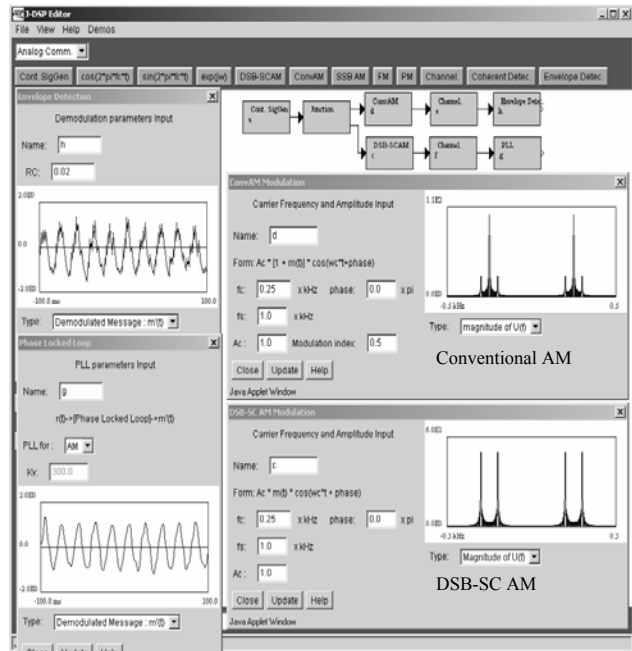 J-DSP Editor
File View Help Demos
Analog Comm.
Cont. SigGen cos(2*pi*fc*t) sin(2*pi*fc*t) exp(jw) DSB-SCAM ConvAM SSB AM FM PM Channel. Coherent Detec. Envelope Detec.
Envelope Detection X
Demodulation parameters Input
Name: h
RC: 0.02
2.0E0
0.0
-2.0E0
-100.0 ms 100.0
Type: Demodulated Message : m'(t)
Phase Locked Loop X
PLL parameters Input
Name: g
r(t)->[Phase Locked Loop]->m'(t)
PLL for : AM
Kv: 300.0
2.0E0
0.0
-2.0E0
-100.0 ms 100.0
Type: Demodulated Message : m'(t)
Close Update Help
Cont. SigGen
Junction
ConvAM
d
Channel.
e
Envelope Detec.
h
DSB-SCAM
c
Channel.
f
PLL
g
ConvAM Modulation X
Carrier Frequency and Amplitude Input
Name: d
Form: Ac * [1 + m(t)] * cos(wc*t+phase)
fc: 0.25 x kHz phase: 0.0 x pi
fs: 1.0 x kHz
Ac : 1.0 Modulation index: 0.5
Close Update Help
Java Applet Window
1.1E2
0.0E0
-0.5 kHz 0.5
Type: magnitude of U(f)
Conventional AM
DSB-SC AM Modulation X
Carrier Frequency and Amplitude Input
Name: c
Form: Ac * m(t) * cos(wc*t + phase)
fc: 0.25 x kHz phase: 0.0 x pi
fs: 1.0 x kHz
Ac : 1.0
Close Update Help
Java Applet Window
6.0E1
0.0E0
-0.5 kHz 0.5
Type: Magnitude of U(f)
DSB-SC AM